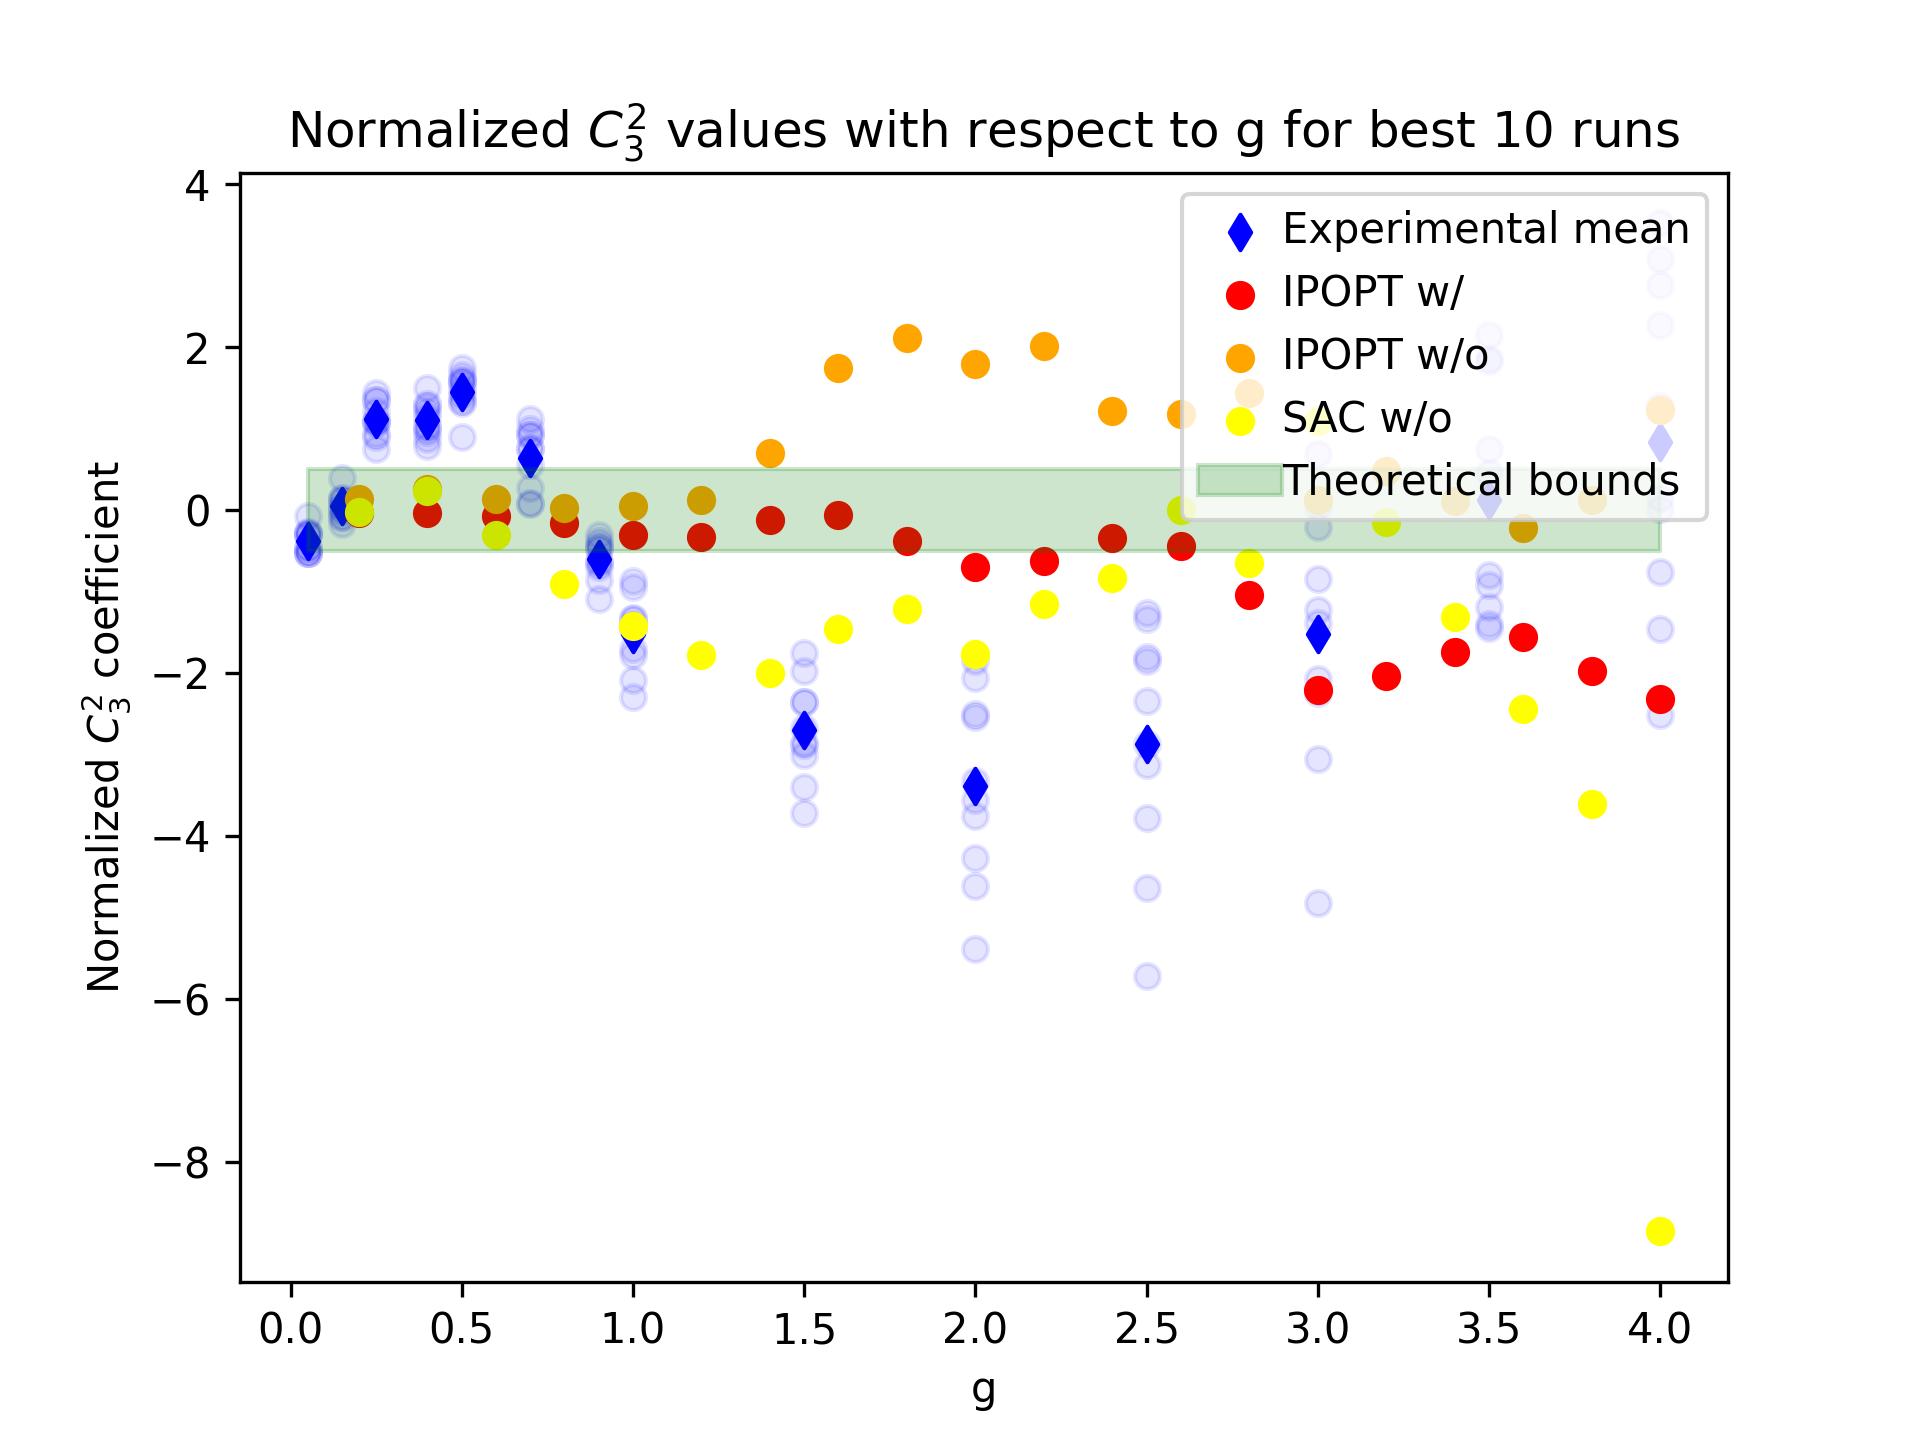 Normalized $C_3^2$ values with respect to g for best 10 runs
Normalized $C_3^2$ coefficient
4
2
0
−2
−4
−6
−8
Experimental mean
IPOPT w/
IPOPT w/o
SAC w/o
Theoretical bounds
0.0 0.5 1.0 1.5 2.0 2.5 3.0 3.5 4.0
g